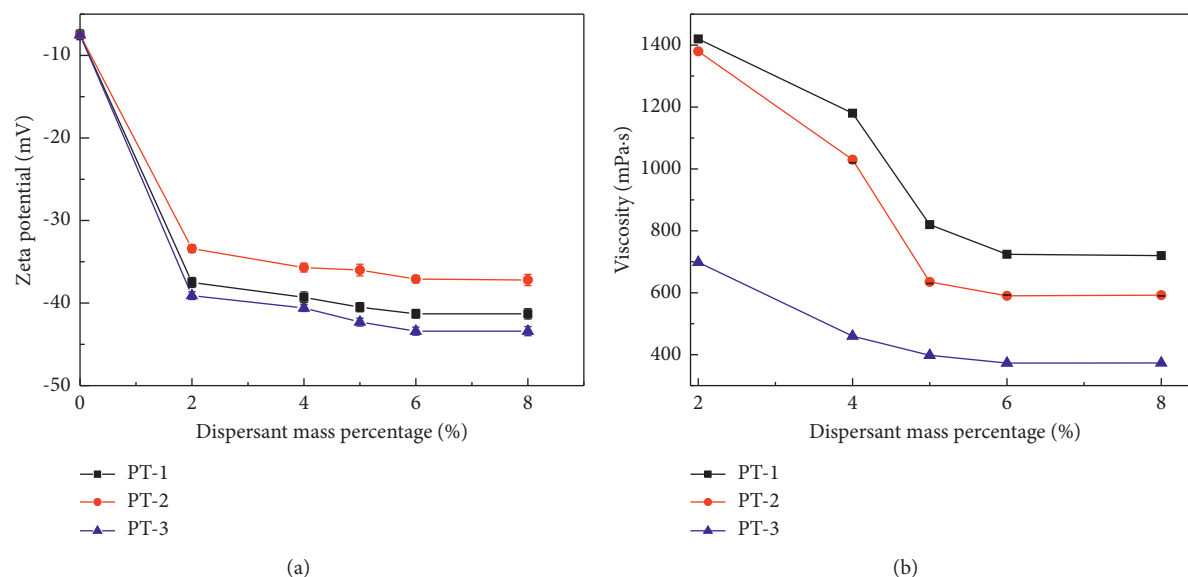 -10
-20
-30
-40
-50
Zeta potential (mV)
0 2 4 6 8
Dispersant mass percentage (%)
PT-1
PT-2
PT-3
(a)
1400
1200
1000
800
600
400
Viscosity (mPa·s)
2 4 6 8
Dispersant mass percentage (%)
PT-1
PT-2
PT-3
(b)